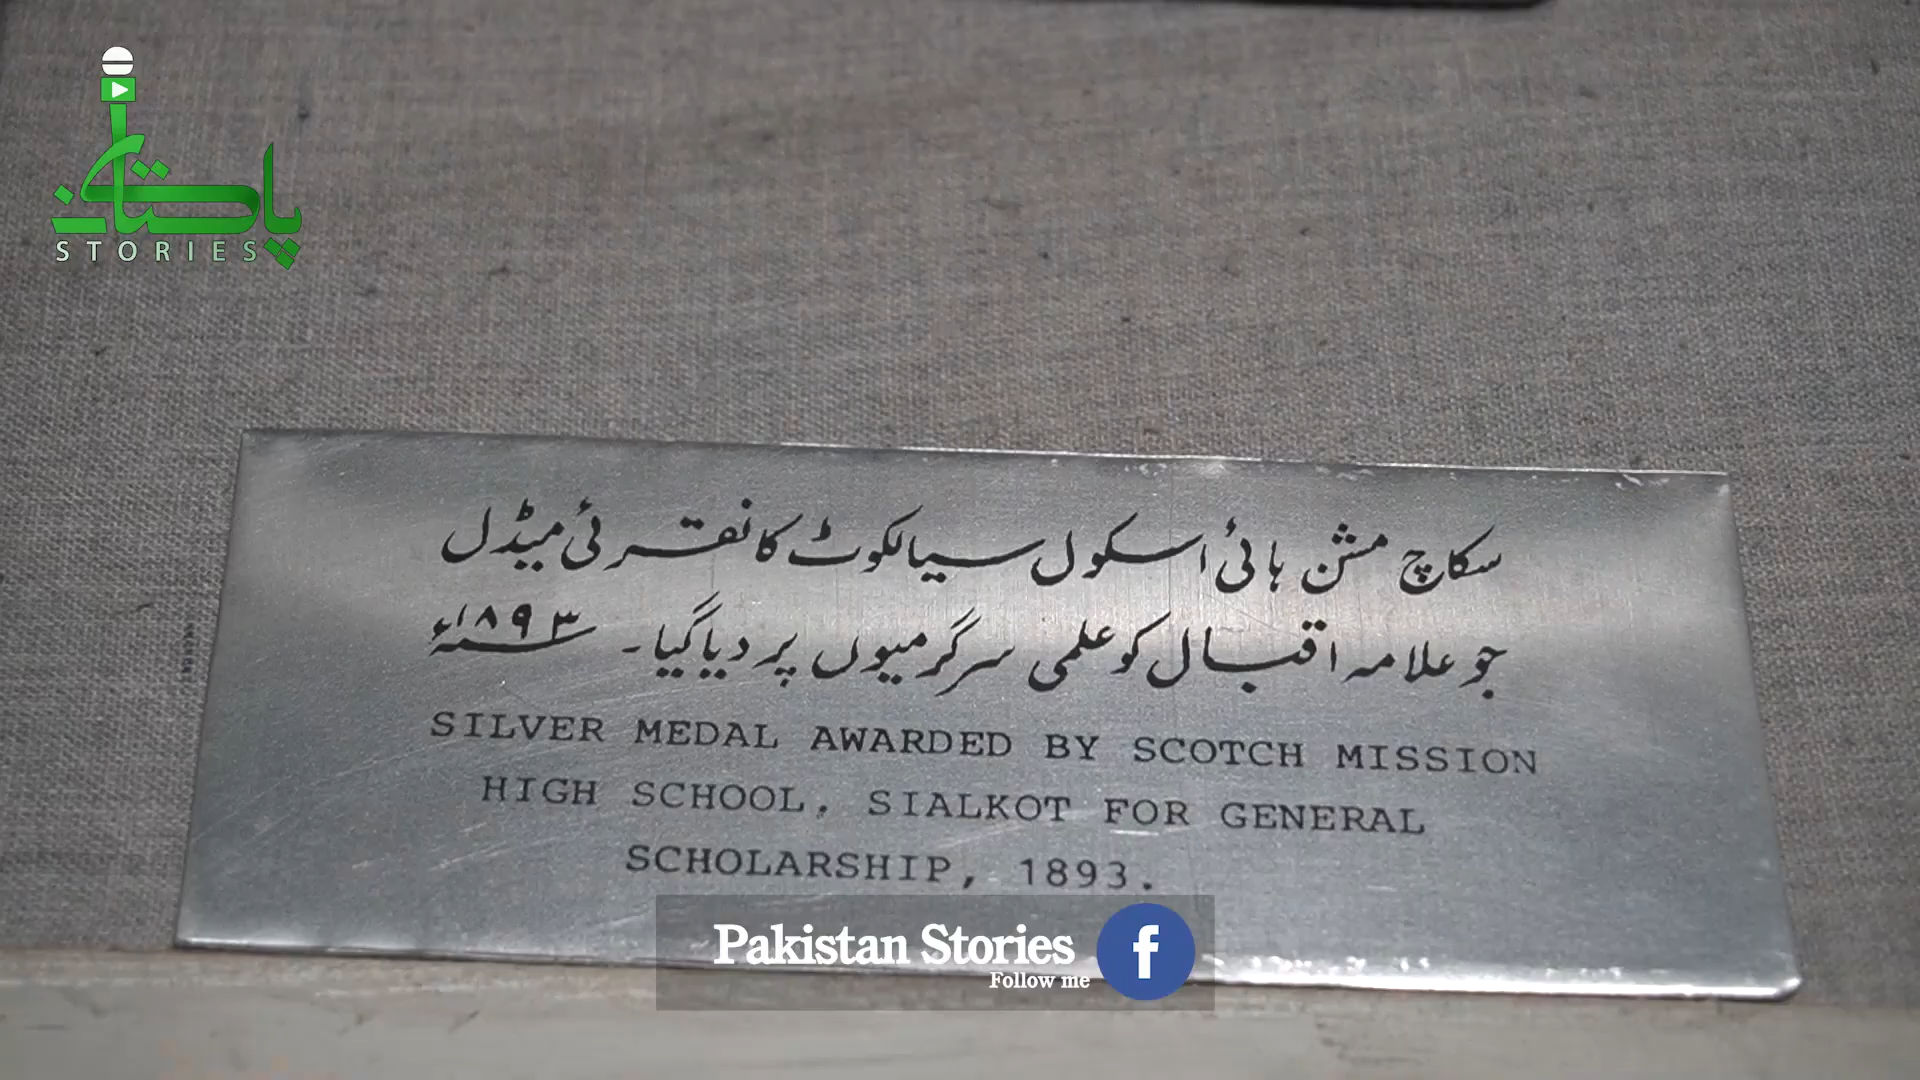 پاکستان
STORIES
سکاچ مشن ہائی اسکول سیالکوٹ کا نقرئی میڈل
جو علامہ اقبال کو علمی سرگرمیوں پر دیا گیا۔ ۱۸۹۳ء
SILVER MEDAL AWARDED BY SCOTCH MISSION
HIGH SCHOOL, SIALKOT FOR GENERAL
SCHOLARSHIP, 1893.
Pakistan Stories
Follow me